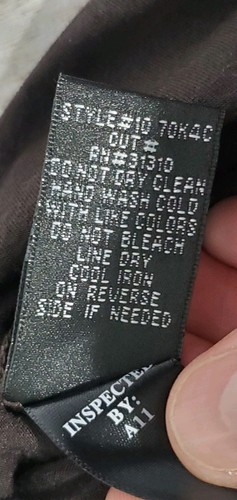 STYLE#10 70K4C
CUT#
RN#31310
DO NOT DRY CLEAN
HAND WASH COLD
WITH LIKE COLORS
DO NOT BLEACH
LINE DRY
COOL IRON
ON REVERSE
SIDE IF NEEDED
INSPECTED
BY:
A11